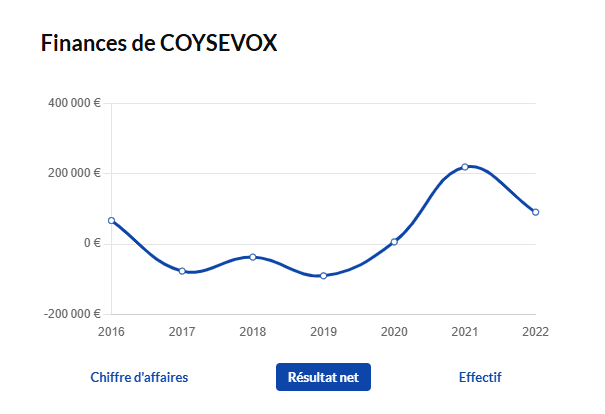 Finances de COYSEVOX
400 000 €
200 000 €
0 €
-200 000 €
2016 2017 2018 2019 2020 2021 2022
Chiffre d'affaires Résultat net Effectif